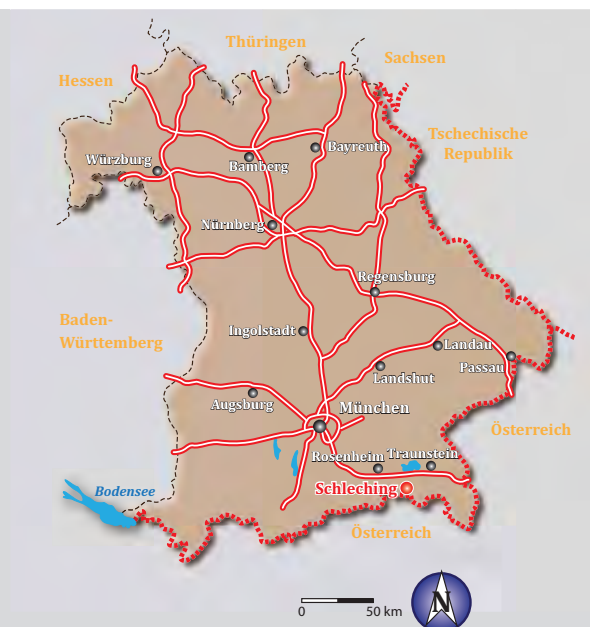 Thüringen
Sachsen
Hessen
Tschechische
Republik
Bayreuth
Würzburg
Bamberg
Nürnberg
Regensburg
Baden-
Württemberg
Ingolstadt
Landau
Passau
Landshut
Augsburg
München
Österreich
Rosenheim
Traunstein
Schleching
Bodensee
Österreich
0
50 km
N